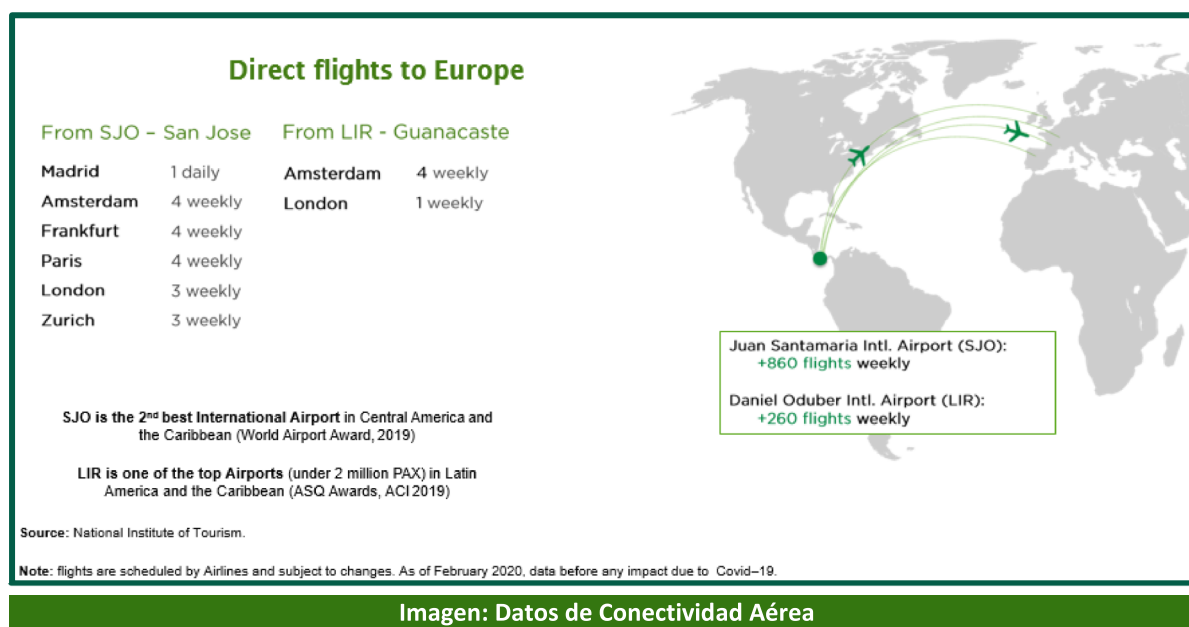 Direct flights to Europe
From SJO – San Jose
Madrid 1 daily
Amsterdam 4 weekly
Frankfurt 4 weekly
Paris 4 weekly
London 3 weekly
Zurich 3 weekly
From LIR - Guanacaste
Amsterdam 4 weekly
London 1 weekly
SJO is the 2nd best International Airport in Central America and
the Caribbean (World Airport Award, 2019)
LIR is one of the top Airports (under 2 million PAX) in Latin
America and the Caribbean (ASQ Awards, ACI 2019)
Juan Santamaria Intl. Airport (SJO):
+860 flights weekly
Daniel Oduber Intl. Airport (LIR):
+260 flights weekly
Source: National Institute of Tourism.
Note: flights are scheduled by Airlines and subject to changes. As of February 2020, data before any impact due to Covid–19.
Imagen: Datos de Conectividad Aérea